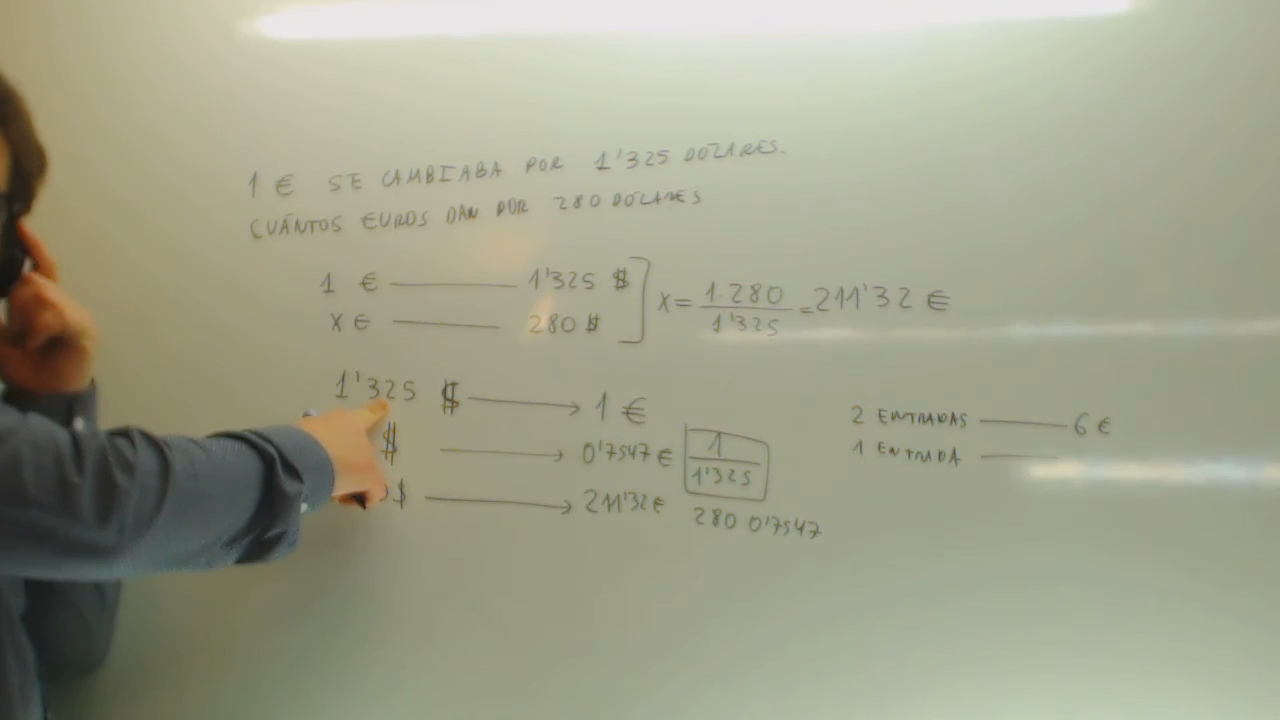 1 € SE CAMBIABA POR 1'325 DOLARES.
CUÁNTOS EUROS DAN POR 280 DOLARES
1 € 1'325 $
X € 280 $
X = 1.280 / 1'325 = 211'32 €
1'325 $ → 1 €
$ → 0'7547 € 1 / 1'325
$ → 211'32 € 280 0'7547
2 ENTRADAS 6 €
1 ENTRADA